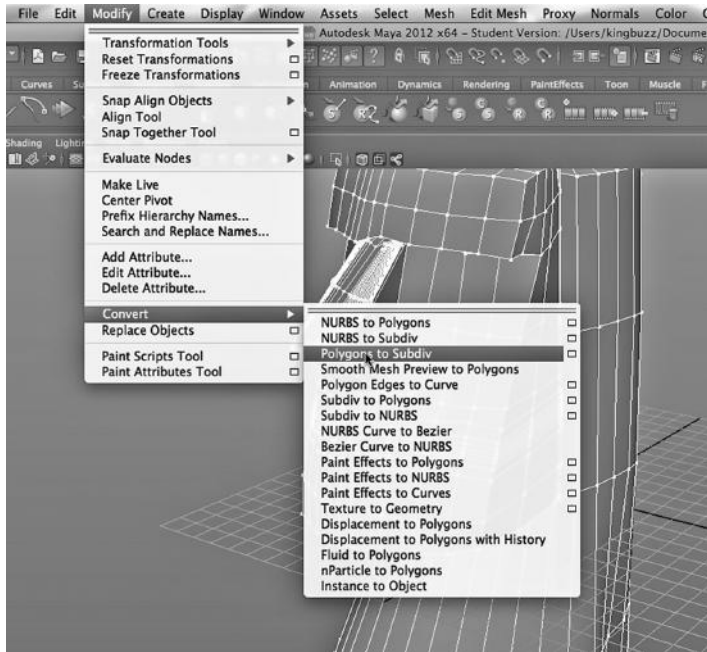 File Edit Modify Create Display Window Assets Select Mesh Edit Mesh Proxy Normals Color
Autodesk Maya 2012 x64 - Student Version: /Users/kingbuzz/Docume
Curves Su Animation Dynamics Rendering PaintEffects Toon Muscle F
Shading Lightin
Transformation Tools
Reset Transformations
Freeze Transformations
Snap Align Objects
Align Tool
Snap Together Tool
Evaluate Nodes
Make Live
Center Pivot
Prefix Hierarchy Names...
Search and Replace Names...
Add Attribute...
Edit Attribute...
Delete Attribute...
Convert
Replace Objects
Paint Scripts Tool
Paint Attributes Tool
NURBS to Polygons
NURBS to Subdiv
Polygons to Subdiv
Smooth Mesh Preview to Polygons
Polygon Edges to Curve
Subdiv to Polygons
Subdiv to NURBS
NURBS Curve to Bezier
Bezier Curve to NURBS
Paint Effects to Polygons
Paint Effects to NURBS
Paint Effects to Curves
Texture to Geometry
Displacement to Polygons
Displacement to Polygons with History
Fluid to Polygons
nParticle to Polygons
Instance to Object